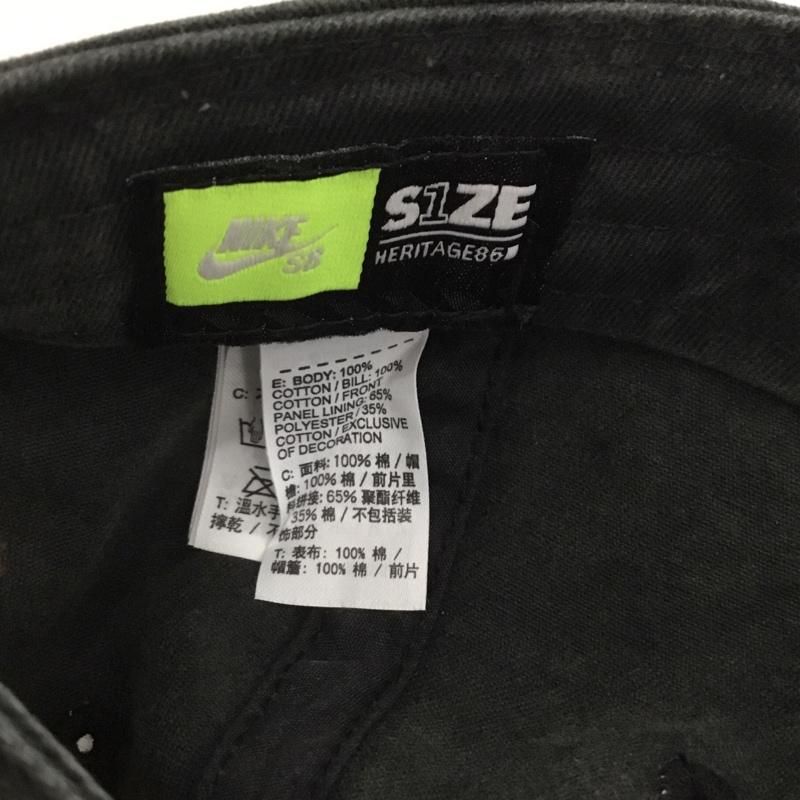 NIKE
SB
S1ZE
HERITAGE86
E: BODY: 100%
COTTON / BILL: 100%
COTTON / FRONT
PANEL LINING: 65%
POLYESTER / 35%
COTTON / EXCLUSIVE
OF DECORATION
C: 面料: 100% 棉 / 帽
檐: 100% 棉 / 前片里
料拼接: 65% 聚酯纤维
35% 棉 / 不包括装
饰部分
T: 表布: 100% 棉 /
帽簷: 100% 棉 / 前片
C:
T: 溫水手
擰乾 / 不